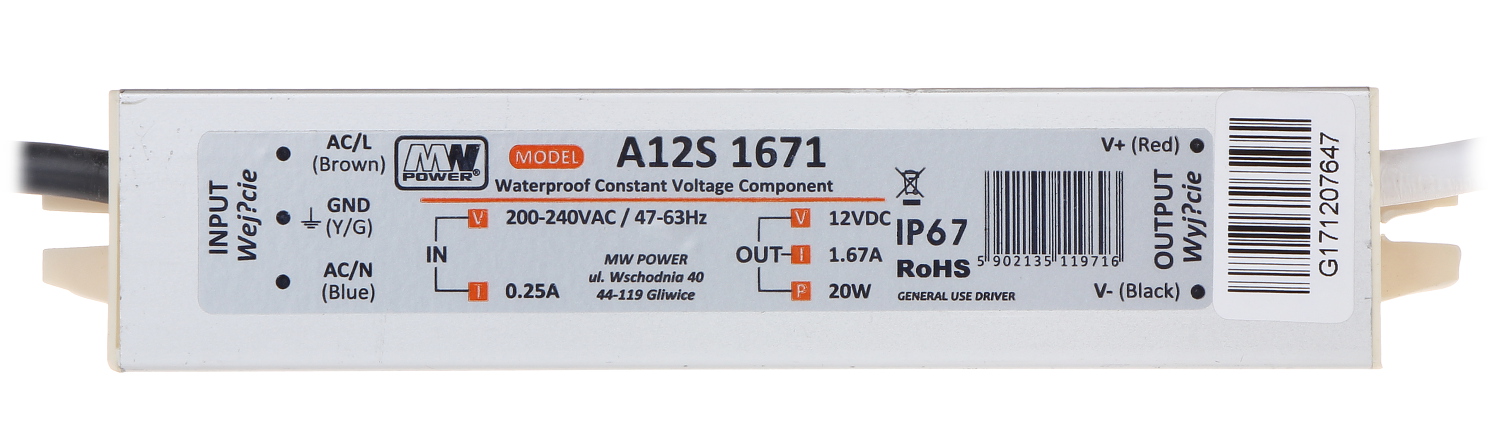 INPUT
Wej?cie
AC/L
(Brown)
GND
(Y/G)
AC/N
(Blue)
MW
POWER®
MODEL
A12S 1671
Waterproof Constant Voltage Component
IN
V 200-240VAC / 47-63Hz
I 0.25A
MW POWER
ul. Wschodnia 40
44-119 Gliwice
OUT
V 12VDC
I 1.67A
P 20W
IP67
RoHS
GENERAL USE DRIVER
5 902135 119716
V+ (Red)
OUTPUT
Wyj?cie
V- (Black)
G171207647